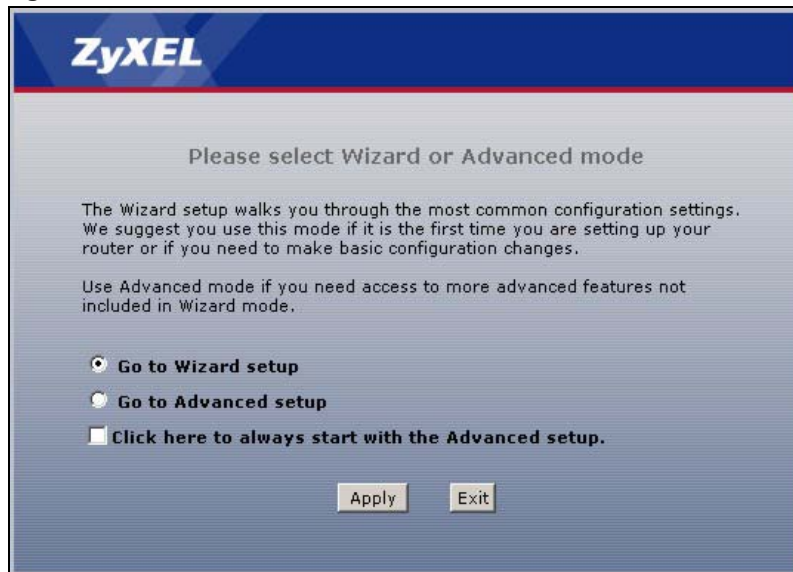 ZyXEL
Please select Wizard or Advanced mode
The Wizard setup walks you through the most common configuration settings.
We suggest you use this mode if it is the first time you are setting up your
router or if you need to make basic configuration changes.
Use Advanced mode if you need access to more advanced features not
included in Wizard mode.
Go to Wizard setup
Go to Advanced setup
Click here to always start with the Advanced setup.
Apply
Exit